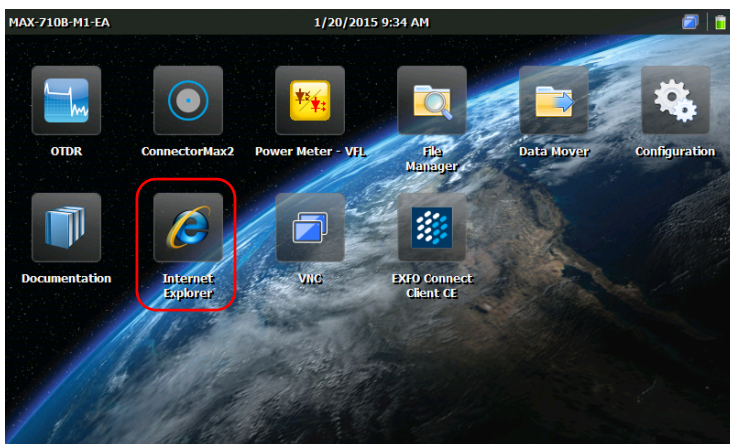 MAX-710B-M1-EA 1/20/2015 9:34 AM
OTDR ConnectorMax2 Power Meter - VFL File Manager Data Mover Configuration
Documentation Internet Explorer VNC EXFO Connect Client CE